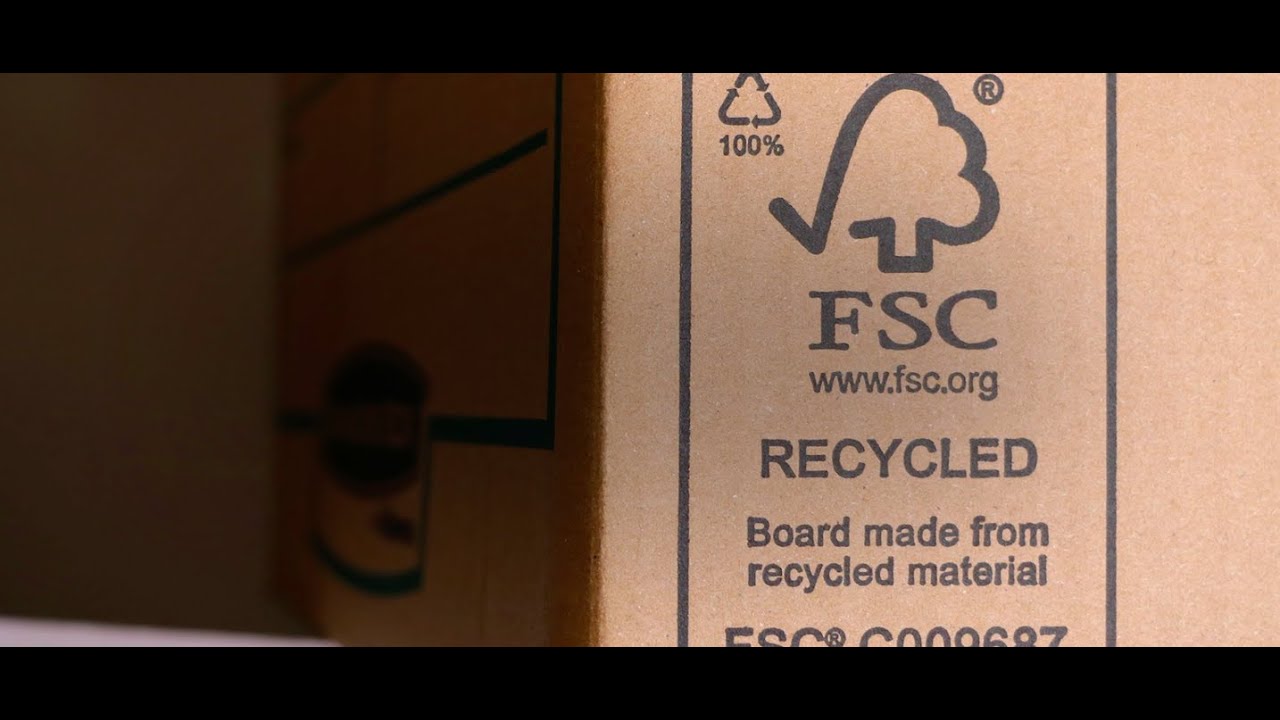 ®
100%
FSC
www.fsc.org
RECYCLED
Board made from
recycled material
FSC® C009687